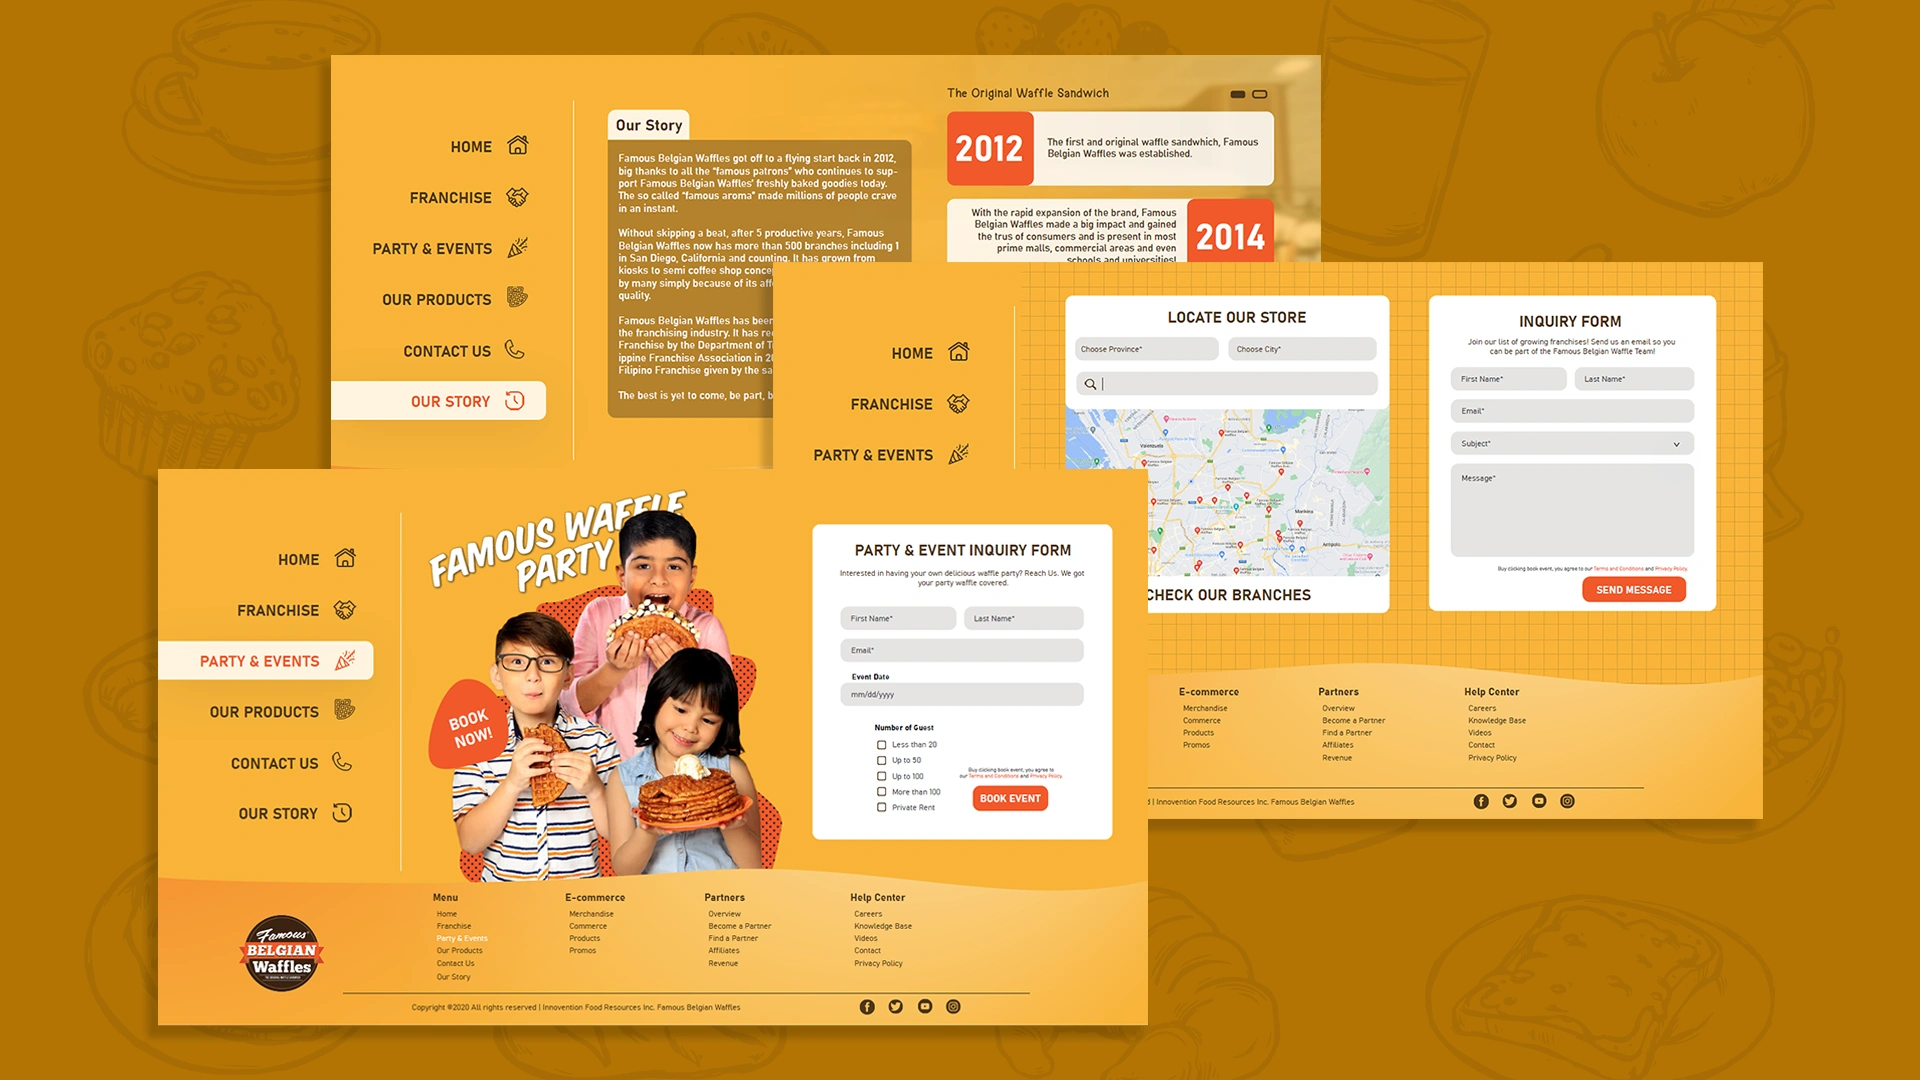 HOME
FRANCHISE
PARTY & EVENTS
OUR PRODUCTS
CONTACT US
OUR STORY
Our Story
Famous Belgian Waffles got off to a flying start back in 2012,
big thanks to all the "famous patrons" who continues to sup-
port Famous Belgian Waffles' freshly baked goodies today.
The so called "famous aroma" made millions of people crave
in an instant.
Without skipping a beat, after 5 productive years, Famous
Belgian Waffles now has more than 500 branches including 1
in San Diego, California and counting. It has grown from
kiosks to semi coffee shop
by many simply because of its
quality.
Famous Belgian Waffles has been
the franchising industry. It has
Franchise by the Department of
ippine Franchise Association in
Filipino Franchise given by the
The best is yet to come, be part,
The Original Waffle Sandwich
2012
The first and original waffle sandwhich, Famous
Belgian Waffles was established.
With the rapid expansion of the brand, Famous
Belgian Waffles made a big impact and gained
the trus of consumers and is present in most
prime malls, commercial areas and even
schools and universities!
2014
HOME
FRANCHISE
PARTY & EVENTS
LOCATE OUR STORE
Choose Province*
Choose City*
Valenzuela
Marikina
Antipolo
CHECK OUR BRANCHES
INQUIRY FORM
Join our list of growing franchises! Send us an email so you
can be part of the Famous Belgian Waffle Team!
First Name*
Last Name*
Email*
Subject*
Message*
Buy clicking book event, you agree to our Terms and Conditions and Privacy Policy.
SEND MESSAGE
E-commerce
Merchandise
Commerce
Products
Promos
Partners
Overview
Become a Partner
Find a Partner
Affiliates
Revenue
Help Center
Careers
Knowledge Base
Videos
Contact
Privacy Policy
| Innovention Food Resources Inc. Famous Belgian Waffles
HOME
FRANCHISE
PARTY & EVENTS
OUR PRODUCTS
CONTACT US
OUR STORY
FAMOUS WAFFLE
PARTY
BOOK
NOW!
PARTY & EVENT INQUIRY FORM
Interested in having your own delicious waffle party? Reach Us. We got
your party waffle covered.
First Name*
Last Name*
Email*
Event Date
mm/dd/yyyy
Number of Guest
Less than 20
Up to 50
Up to 100
More than 100
Private Rent
Buy clicking book event, you agree to
our Terms and Conditions and Privacy Policy.
BOOK EVENT
Famous
BELGIAN
Waffles
Menu
Home
Franchise
Party & Events
Our Products
Contact Us
Our Story
E-commerce
Merchandise
Commerce
Products
Promos
Partners
Overview
Become a Partner
Find a Partner
Affiliates
Revenue
Help Center
Careers
Knowledge Base
Videos
Contact
Privacy Policy
Copyright ©2020 All rights reserved | Innovention Food Resources Inc. Famous Belgian Waffles